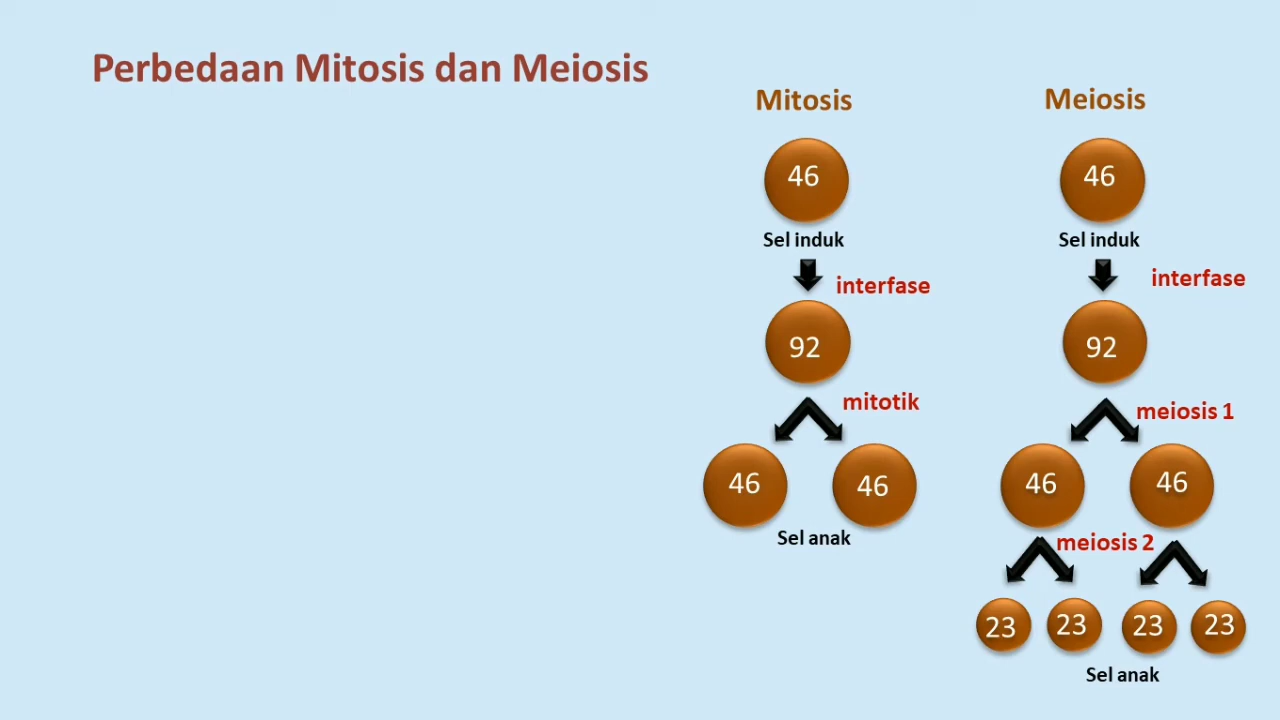 Perbedaan Mitosis dan Meiosis
Mitosis
46
Sel induk
interfase
92
mitotik
46 46
Sel anak
Meiosis
46
Sel induk
interfase
92
meiosis 1
46 46
meiosis 2
23 23 23 23
Sel anak